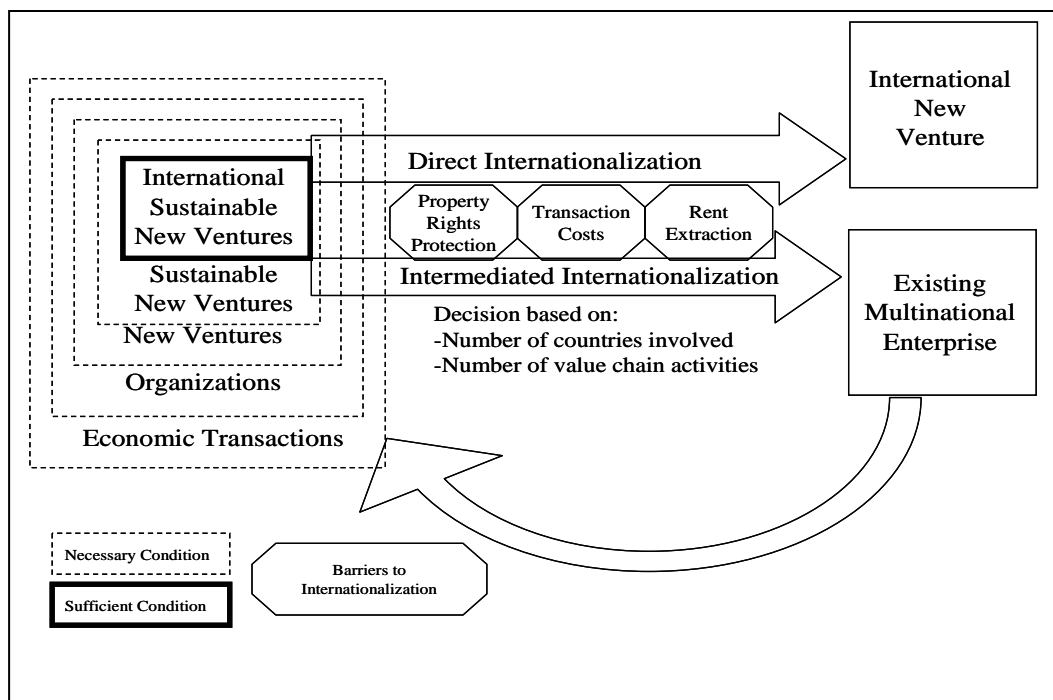 International
Sustainable
New Ventures
Sustainable
New Ventures
New Ventures
Organizations
Economic Transactions
Direct Internationalization
Property
Rights
Protection
Transaction
Costs
Rent
Extraction
Intermediated Internationalization
Decision based on:
-Number of countries involved
-Number of value chain activities
International
New
Venture
Existing
Multinational
Enterprise
Necessary Condition
Sufficient Condition
Barriers to
Internationalization